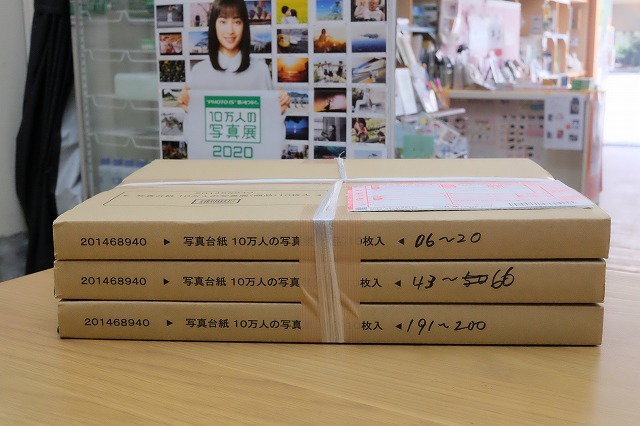 "PHOTO IS"想いをつなぐ。
10万人の
写真展
2020
201468940 ▶ 写真台紙 10万人の写真 枚入 ◀ 06〜20
201468940 ▶ 写真台紙 10万人の写真 枚入 ◀ 43〜50 66
201468940 ▶ 写真台紙 10万人の写真 枚入 ◀ 191〜200